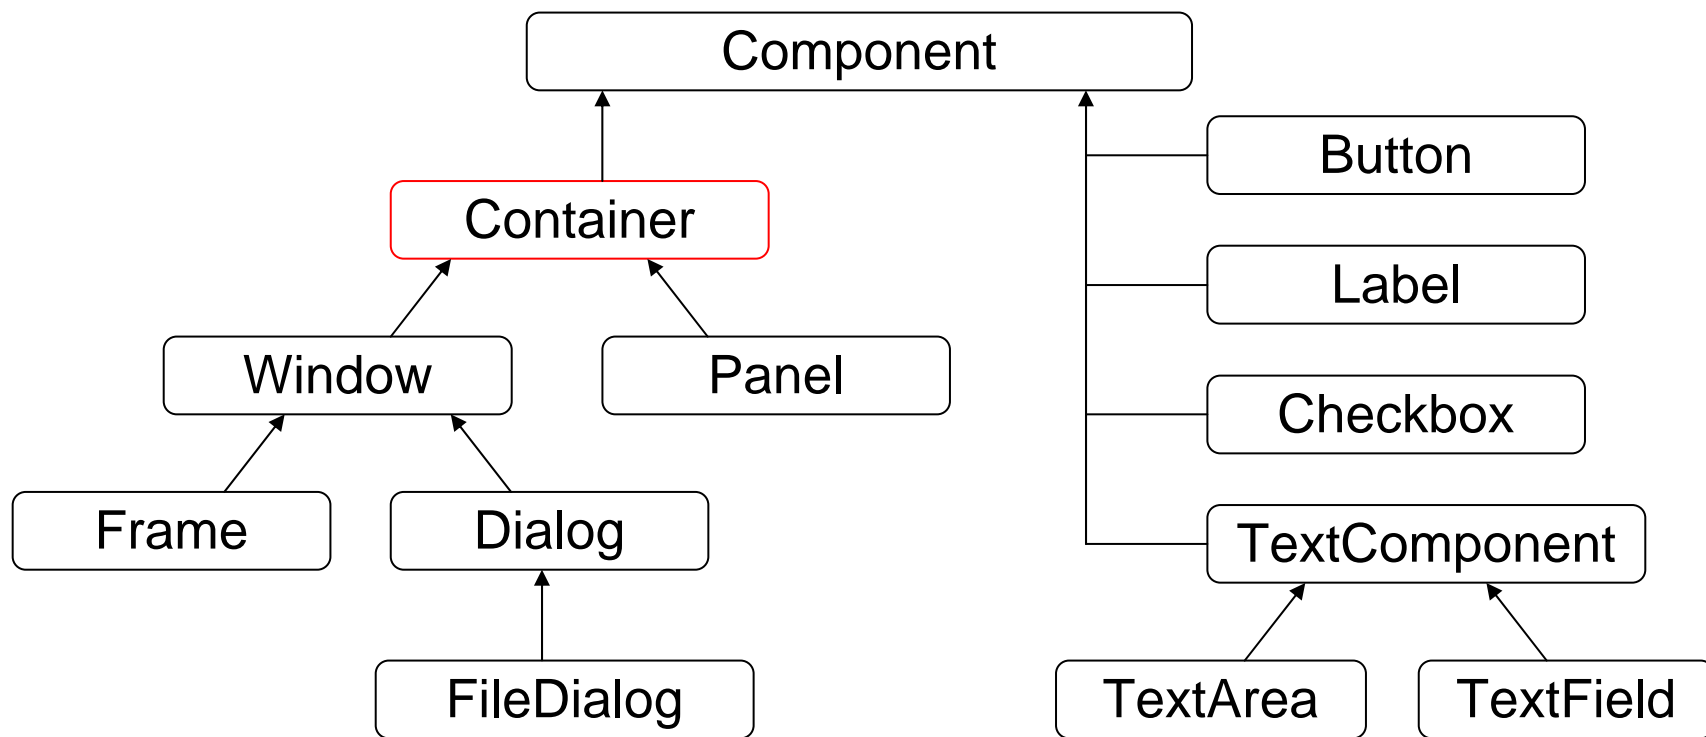 Component
Button
Container
Label
Window
Panel
Checkbox
Frame
Dialog
TextComponent
FileDialog
TextArea
TextField